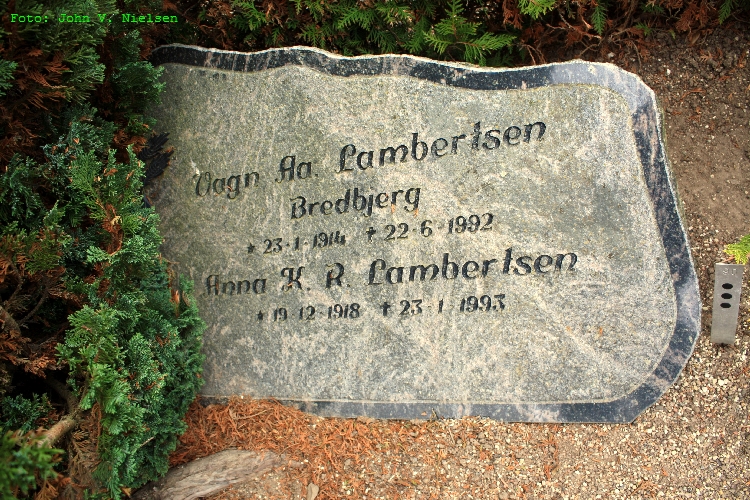 Foto: John V. Nielsen
Vagn Aa. Lambertsen
Bredbjerg
* 23-1-1914 † 22-6-1992
Anna K. R. Lambertsen
* 19-12-1918 † 23-1-1993